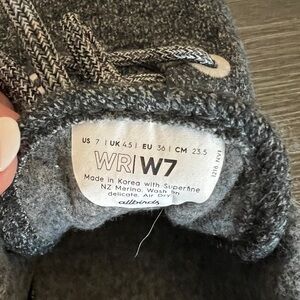 US 7 | UK 4.5 | EU 36 | CM 23.5
WR | W7
Made in Korea with Superfine
NZ Merino. Wash on
delicate. Air Dry
allbirds